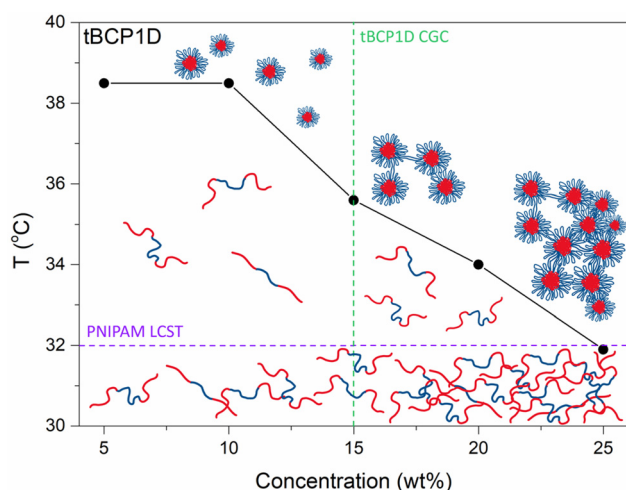 tBCP1D
tBCP1D CGC
PNIPAM LCST
T (°C)
40
38
36
34
32
30
5
10
15
20
25
Concentration (wt%)